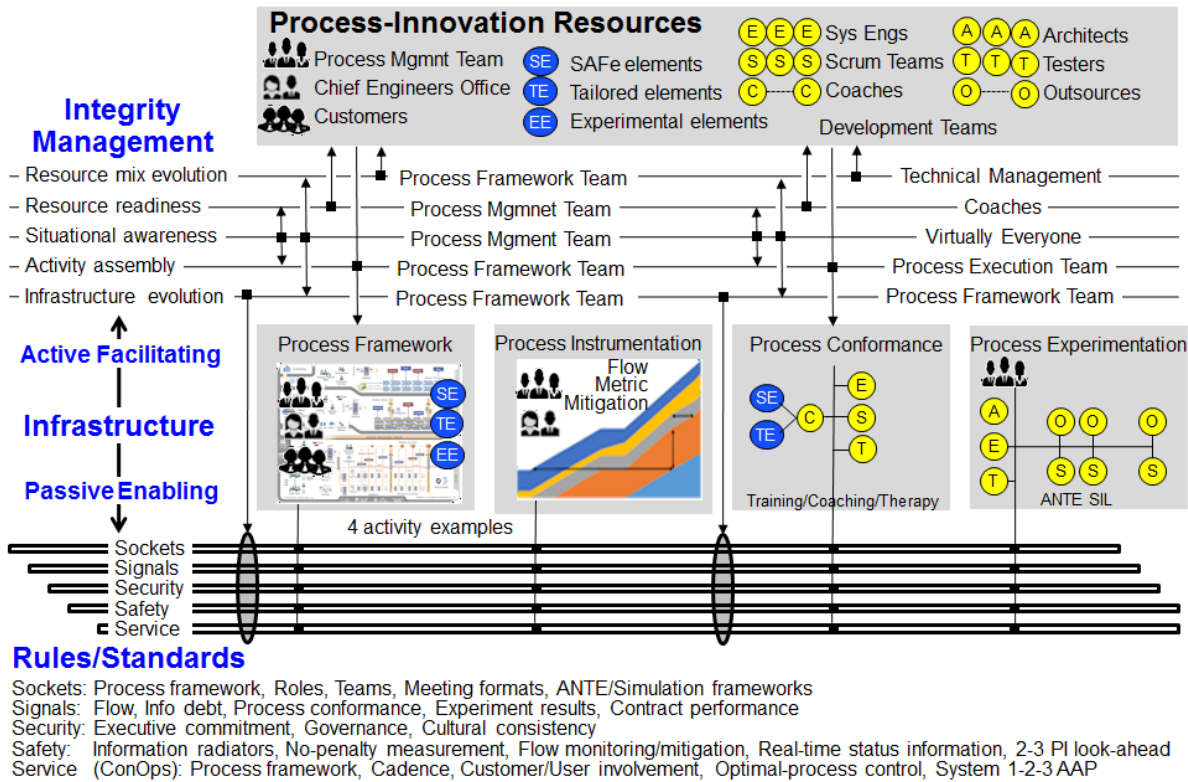 Process-Innovation Resources
Process Mgmnt Team
Chief Engineers Office
Customers
SE SAFe elements
TE Tailored elements
EE Experimental elements
E E E Sys Engs
S S S Scrum Teams
C C Coaches
A A A Architects
T T T Testers
O O Outsources
Development Teams
Integrity
Management
Resource mix evolution Process Framework Team Technical Management
Resource readiness Process Mgmnet Team Coaches
Situational awareness Process Mgment Team Virtually Everyone
Activity assembly Process Framework Team Process Execution Team
Infrastructure evolution Process Framework Team Process Framework Team
Active Facilitating
Infrastructure
Passive Enabling
Process Framework
SE
TE
EE
Process Instrumentation
Flow
Metric
Mitigation
Process Conformance
SE
TE
C
E
S
T
Training/Coaching/Therapy
Process Experimentation
A
E
T
O O O
S S S
ANTE SIL
4 activity examples
Sockets
Signals
Security
Safety
Service
Rules/Standards
Sockets: Process framework, Roles, Teams, Meeting formats, ANTE/Simulation frameworks
Signals: Flow, Info debt, Process conformance, Experiment results, Contract performance
Security: Executive commitment, Governance, Cultural consistency
Safety: Information radiators, No-penalty measurement, Flow monitoring/mitigation, Real-time status information, 2-3 PI look-ahead
Service (ConOps): Process framework, Cadence, Customer/User involvement, Optimal-process control, System 1-2-3 AAP